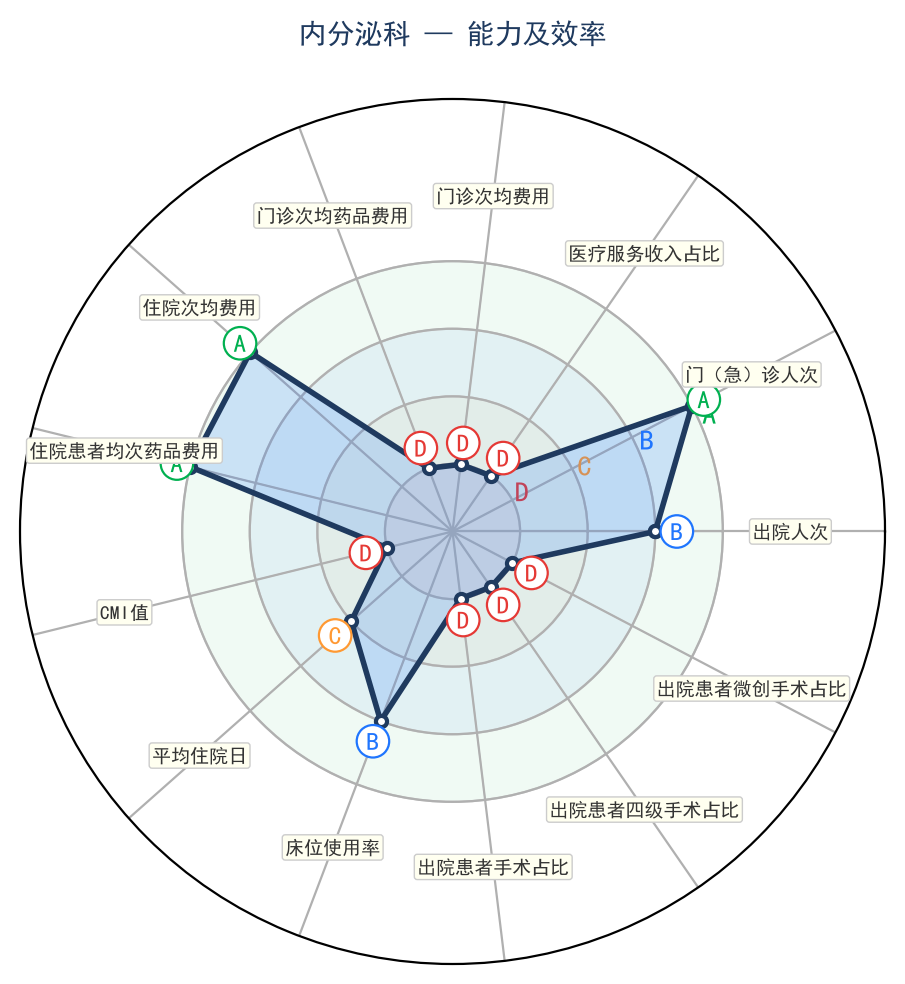 内分泌科 — 能力及效率
门诊次均费用
门诊次均药品费用
医疗服务收入占比
住院次均费用
A
门（急）诊人次
A
A
B
D
D
D
住院患者均次药品费用
A
C
D
B
出院人次
D
D
CMI值
D
D
C
出院患者微创手术占比
B
平均住院日
出院患者四级手术占比
床位使用率
出院患者手术占比